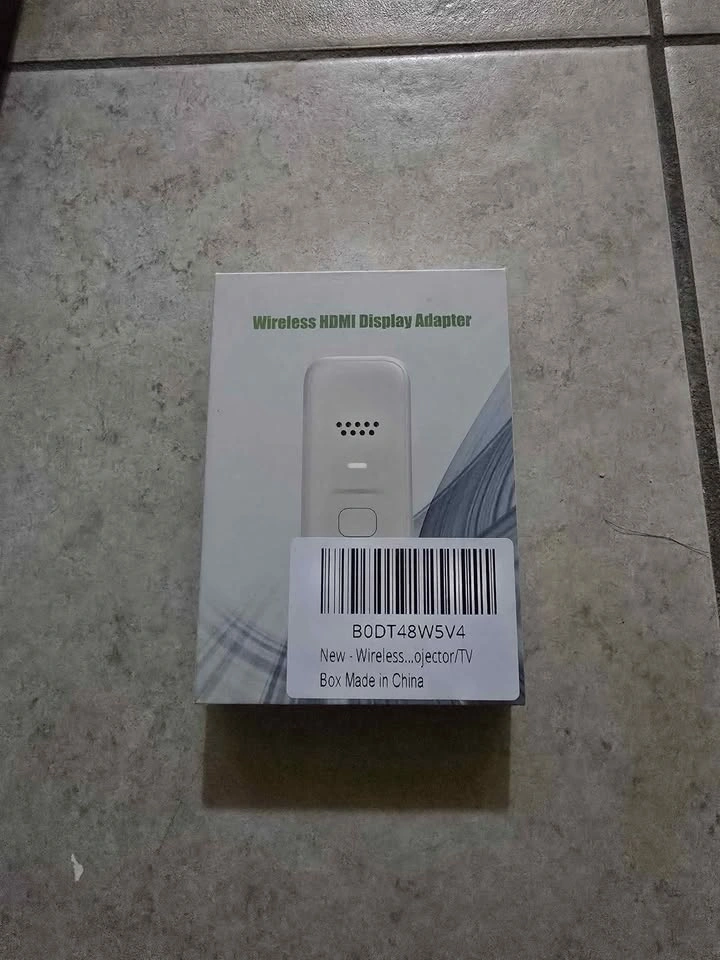 Wireless HDMI Display Adapter
B0DT48W5V4
New - Wireless...ojector/TV
Box Made in China